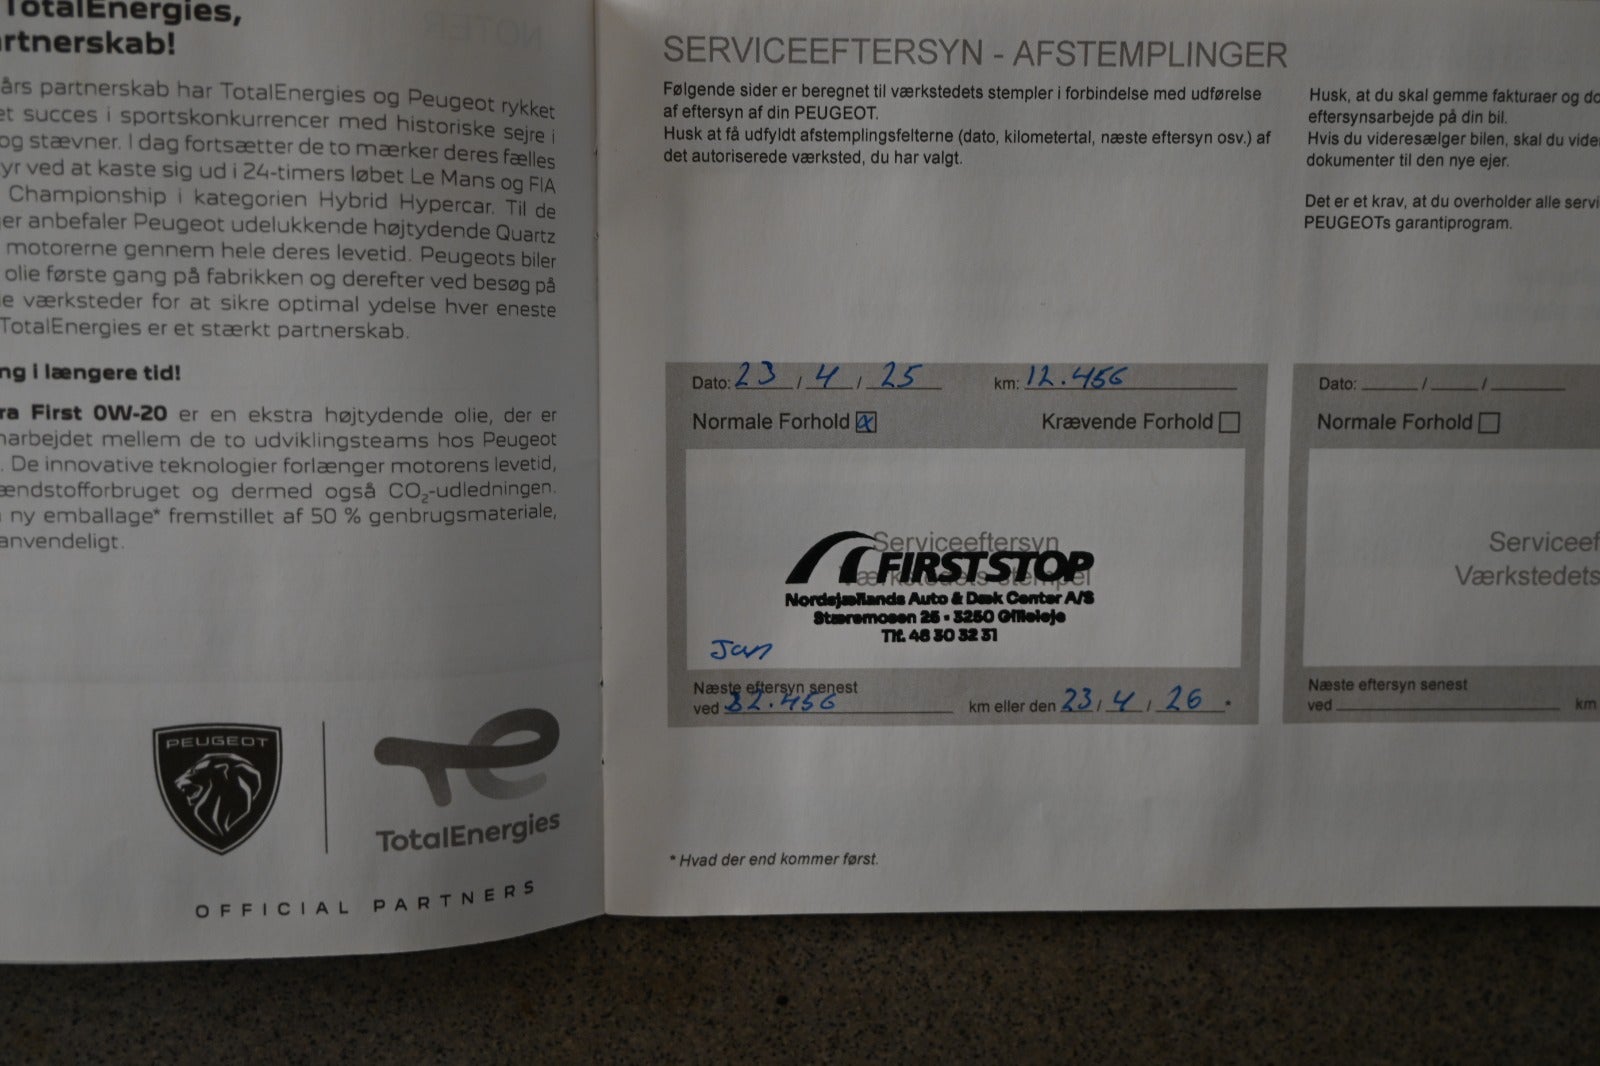 TotalEnergies,
artnerskab!
års partnerskab har TotalEnergies og Peugeot rykket
et succes i sportskonkurrencer med historiske sejre i
og stævner. I dag fortsætter de to mærker deres fælles
yr ved at kaste sig ud i 24-timers løbet Le Mans og FIA
Championship i kategorien Hybrid Hypercar. Til de
er anbefaler Peugeot udelukkende højtydende Quartz
motorerne gennem hele deres levetid. Peugeots biler
olie første gang på fabrikken og derefter ved besøg på
e værksteder for at sikre optimal ydelse hver eneste
TotalEnergies er et stærkt partnerskab.
ng i længere tid!
ra First 0W-20 er en ekstra højtydende olie, der er
narbejdet mellem de to udviklingsteams hos Peugeot
. De innovative teknologier forlænger motorens levetid,
ændstofforbruget og dermed også CO₂-udledningen.
ny emballage* fremstillet af 50 % genbrugsmateriale,
anvendeligt.
PEUGEOT
TotalEnergies
OFFICIAL PARTNERS
SERVICEEFTERSYN - AFSTEMPLINGER
Følgende sider er beregnet til værkstedets stempler i forbindelse med udførelse
af eftersyn af din PEUGEOT.
Husk at få udfyldt afstemplingsfelterne (dato, kilometertal, næste eftersyn osv.) af
det autoriserede værksted, du har valgt.
Dato: 23 / 4 / 25 km: 12.456
Normale Forhold x Krævende Forhold
Serviceeftersyn
FIRST STOP
Værkstedets stempel
Nordsjællands Auto & Dæk Center A/S
Stæremosen 25 • 3250 Gilleleje
Tlf. 48 30 32 31
Jan
Næste eftersyn senest
ved 32.456 km eller den 23 / 4 / 26 *
* Hvad der end kommer først.
Husk, at du skal gemme fakturaer og do
eftersynsarbejde på din bil.
Hvis du videresælger bilen, skal du vide
dokumenter til den nye ejer.
Det er et krav, at du overholder alle servi
PEUGEOTs garantiprogram.
Dato: / /
Normale Forhold
Serviceef
Værkstedets
Næste eftersyn senest
ved km